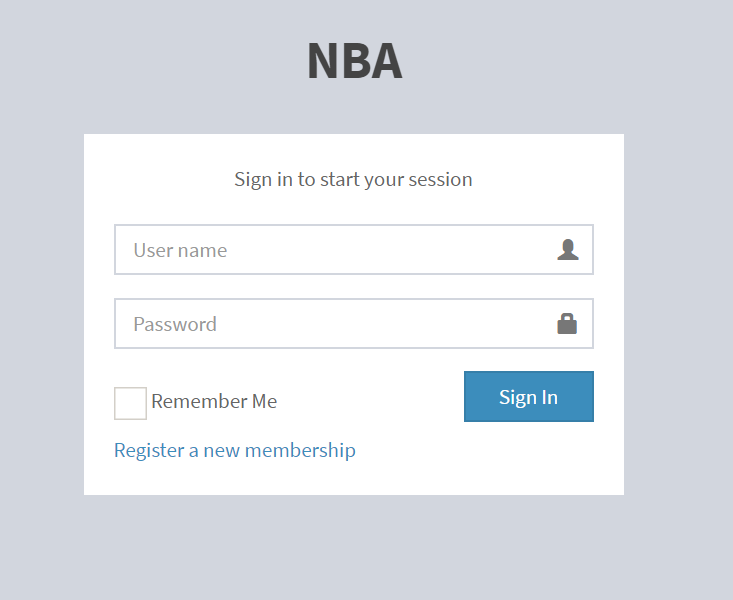 NBA
Sign in to start your session
User name
Password
Remember Me
Sign In
Register a new membership